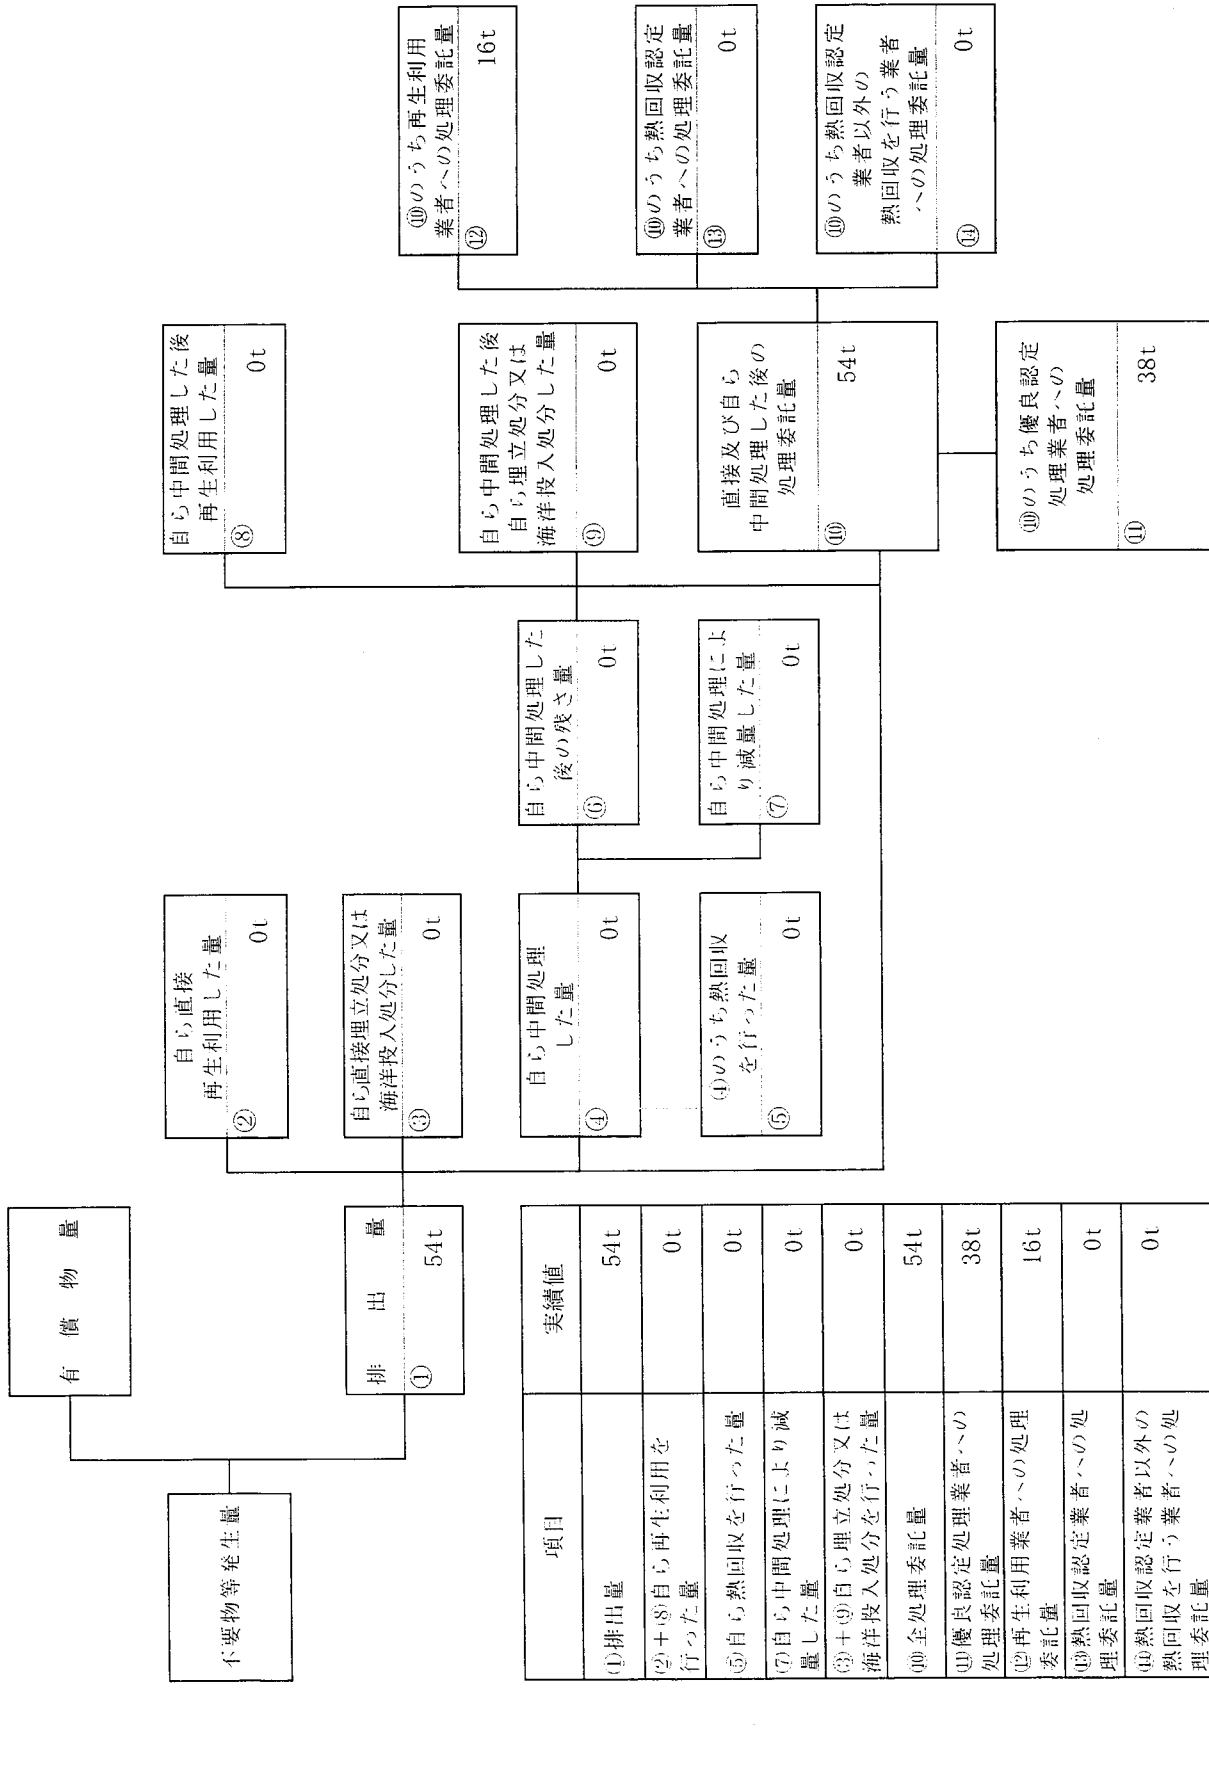 不要物等発生量
有償物量
排出量
① 54t
自ら直接
再生利用した量
② 0t
自ら直接埋立処分又は
海洋投入処分した量
③ 0t
自ら中間処理
した量
④ 0t
④のうち熱回収
を行った量
⑤ 0t
自ら中間処理した
後の残さ量
⑥ 0t
自ら中間処理によ
り減量した量
⑦ 0t
自ら中間処理した後
再生利用した量
⑧ 0t
自ら中間処理した後
自ら埋立処分又は
海洋投入処分した量
⑨ 0t
直接及び自ら
中間処理した後の
処理委託量
⑩ 54t
⑩のうち優良認定
処理業者への
処理委託量
⑪ 38t
⑩のうち再生利用
業者への処理委託量
⑫ 16t
⑩のうち熱回収認定
業者への処理委託量
⑬ 0t
⑩のうち熱回収認定
業者以外の
熱回収を行う業者
への処理委託量
⑭ 0t
項目 実績値
①排出量 54t
②+⑧自ら再生利用を
行った量 0t
⑤自ら熱回収を行った量 0t
⑦自ら中間処理により減
量した量 0t
③+⑨自ら埋立処分又は
海洋投入処分を行った量 0t
⑩全処理委託量 54t
⑪優良認定処理業者への
処理委託量 38t
⑫再生利用業者への処理
委託量 16t
⑬熱回収認定業者への処
理委託量 0t
⑭熱回収認定業者以外の
熱回収を行う業者への処
理委託量 0t